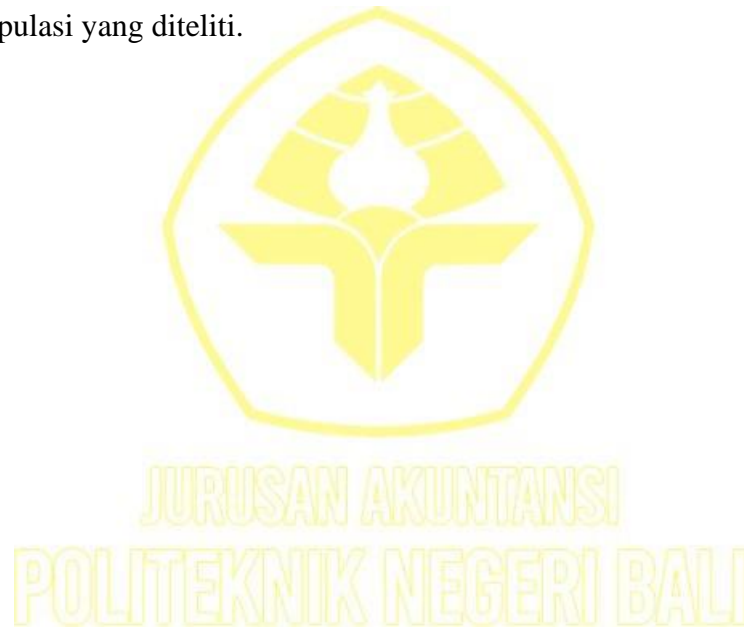 pulasi yang diteliti.
JURUSAN AKUNTANSI
POLITEKNIK NEGERI BALI